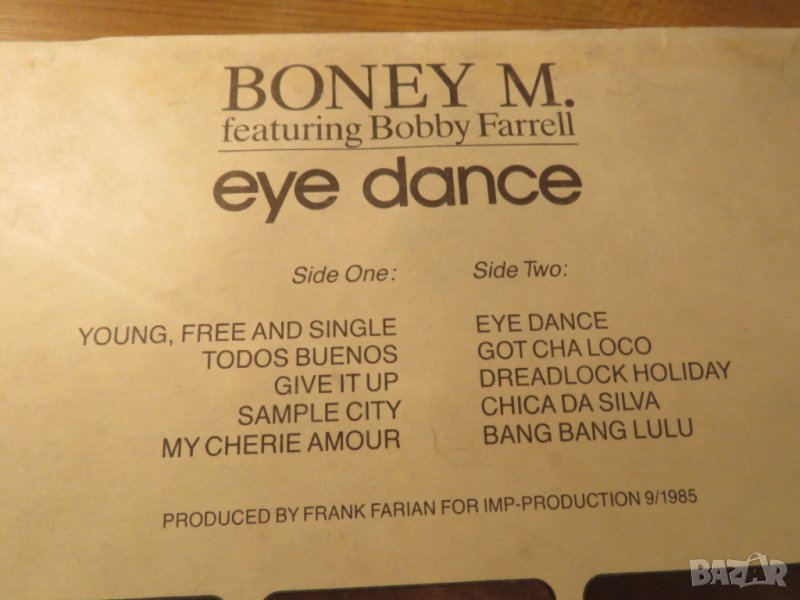 BONEY M.
featuring Bobby Farrell
eye dance
Side One:
YOUNG, FREE AND SINGLE
TODOS BUENOS
GIVE IT UP
SAMPLE CITY
MY CHERIE AMOUR
Side Two:
EYE DANCE
GOT CHA LOCO
DREADLOCK HOLIDAY
CHICA DA SILVA
BANG BANG LULU
PRODUCED BY FRANK FARIAN FOR IMP-PRODUCTION 9/1985
BAZAR